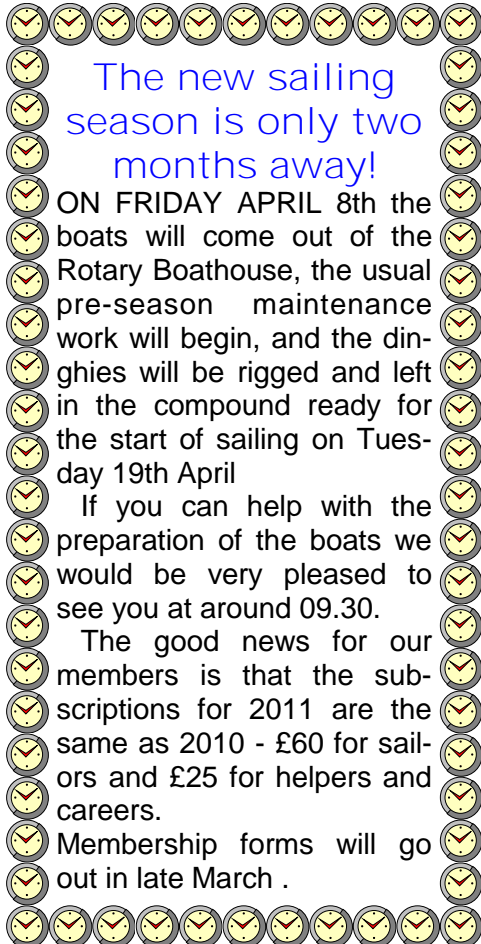 The new sailing
season is only two
months away!
ON FRIDAY APRIL 8th the
boats will come out of the
Rotary Boathouse, the usual
pre-season maintenance
work will begin, and the din-
ghies will be rigged and left
in the compound ready for
the start of sailing on Tues-
day 19th April
If you can help with the
preparation of the boats we
would be very pleased to
see you at around 09.30.
The good news for our
members is that the sub-
scriptions for 2011 are the
same as 2010 - £60 for sail-
ors and £25 for helpers and
careers.
Membership forms will go
out in late March .